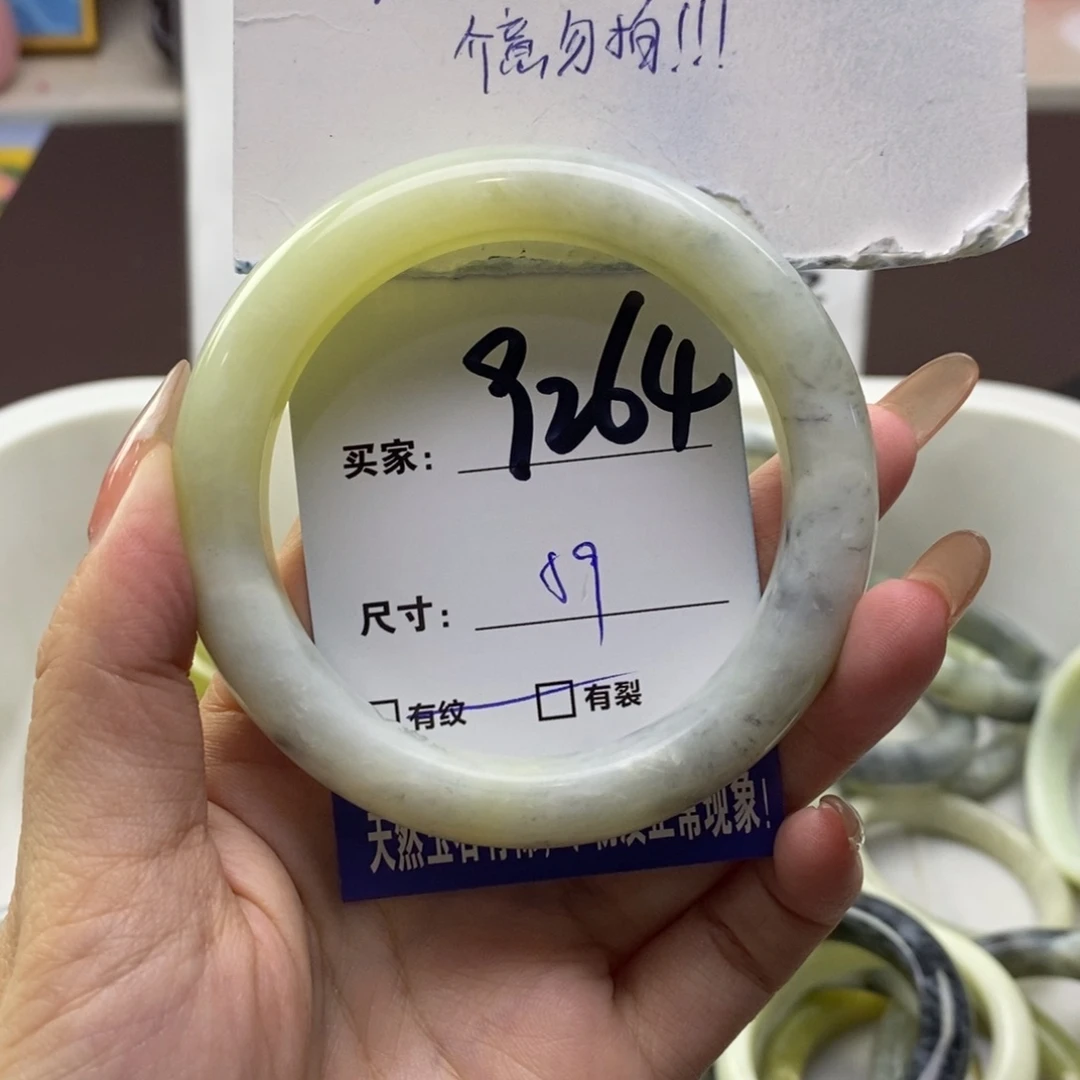 介意勿拍!!!
买家: 9264
尺寸: 59
□有纹 □有裂
天然玉石有棉,
正常现象!